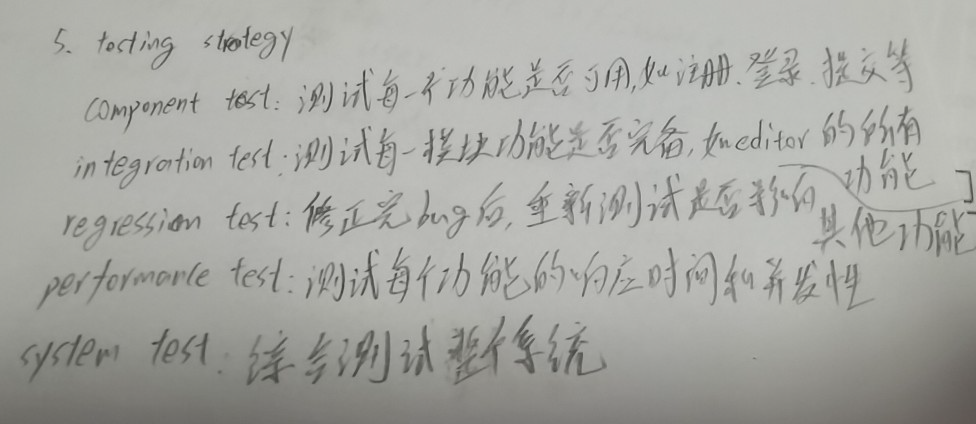 5. testing strategy
component test: 测试每一个功能是否可用,如注册、登录、提交等
integration test: 测试每一模块功能是否完备,如editor的所有功能
regression test: 修正完bug后,重新测试是否影响其他功能
performance test: 测试每个功能的响应时间和并发性
system test: 综合测试整个系统